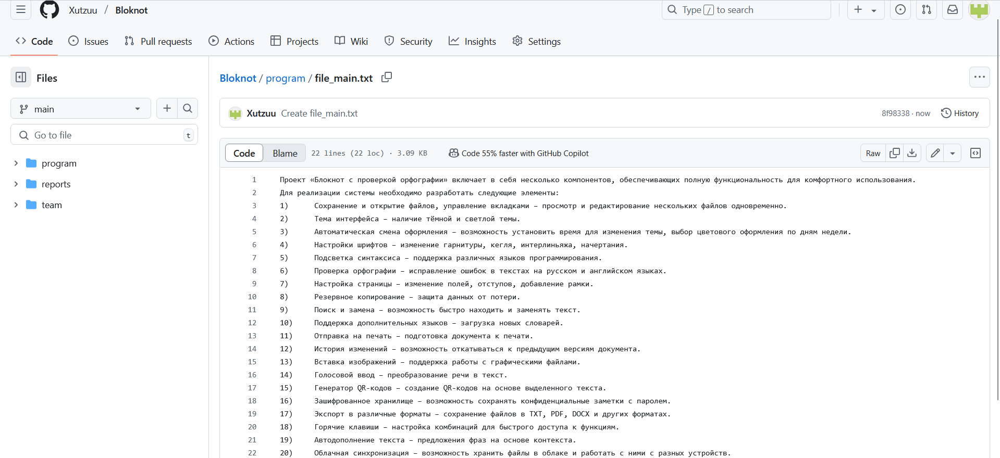 Xutzuu / Bloknot
Type / to search
Code Issues Pull requests Actions Projects Wiki Security Insights Settings
Files
main
Go to file t
program
reports
team
Bloknot / program / file_main.txt
Xutzuu Create file_main.txt 8f98338 · now History
Code Blame 22 lines (22 loc) · 3.09 KB Code 55% faster with GitHub Copilot Raw
1 Проект «Блокнот с проверкой орфографии» включает в себя несколько компонентов, обеспечивающих полную функциональность для комфортного использования.
2 Для реализации системы необходимо разработать следующие элементы:
3 1) Сохранение и открытие файлов, управление вкладками – просмотр и редактирование нескольких файлов одновременно.
4 2) Тема интерфейса – наличие тёмной и светлой темы.
5 3) Автоматическая смена оформления – возможность установить время для изменения темы, выбор цветового оформления по дням недели.
6 4) Настройки шрифтов – изменение гарнитуры, кегля, интерлиньяжа, начертания.
7 5) Подсветка синтаксиса – поддержка различных языков программирования.
8 6) Проверка орфографии – исправление ошибок в текстах на русском и английском языках.
9 7) Настройка страницы – изменение полей, отступов, добавление рамки.
10 8) Резервное копирование – защита данных от потери.
11 9) Поиск и замена – возможность быстро находить и заменять текст.
12 10) Поддержка дополнительных языков – загрузка новых словарей.
13 11) Отправка на печать – подготовка документа к печати.
14 12) История изменений – возможность откатываться к предыдущим версиям документа.
15 13) Вставка изображений – поддержка работы с графическими файлами.
16 14) Голосовой ввод – преобразование речи в текст.
17 15) Генератор QR-кодов – создание QR-кодов на основе выделенного текста.
18 16) Зашифрованное хранилище – возможность сохранять конфиденциальные заметки с паролем.
19 17) Экспорт в различные форматы – сохранение файлов в TXT, PDF, DOCX и других форматах.
20 18) Горячие клавиши – настройка комбинаций для быстрого доступа к функциям.
21 19) Автодополнение текста – предложения фраз на основе контекста.
22 20) Облачная синхронизация – возможность хранить файлы в облаке и работать с ними с разных устройств.